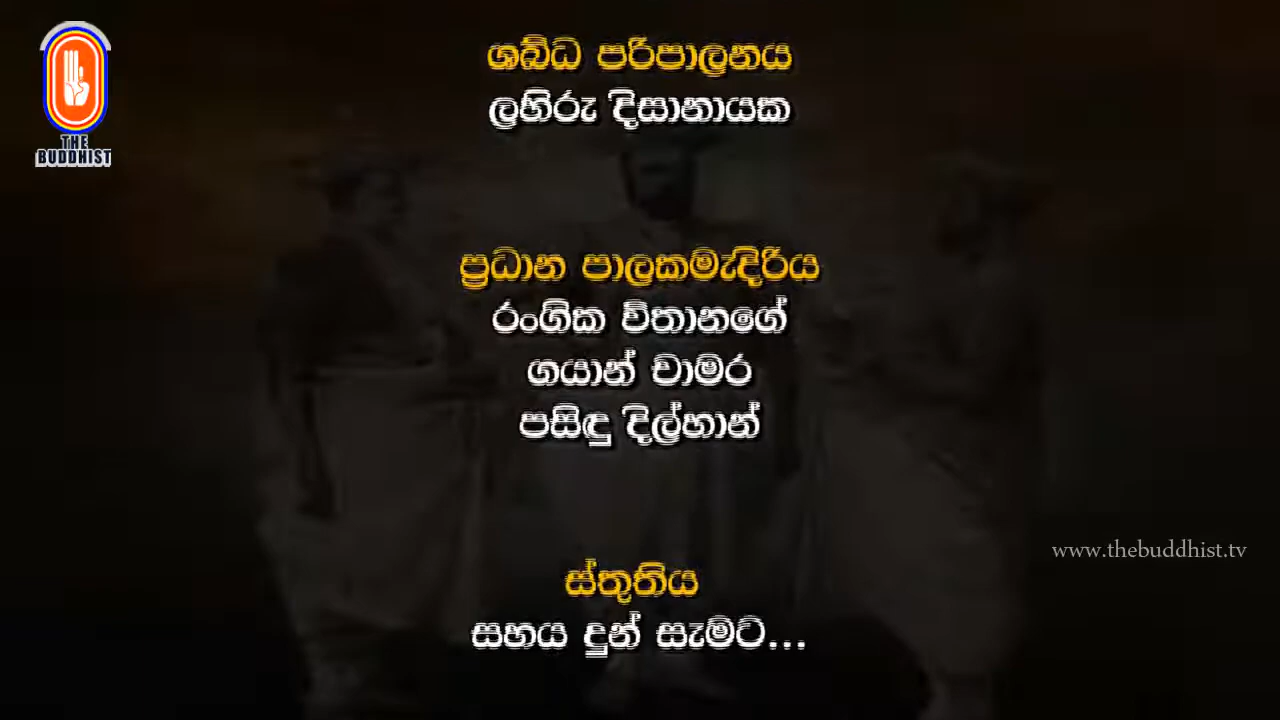 THE
BUDDHIST
ශබ්ධ පරිපාලනය
ලහිරු දිසානායක
ප්‍රධාන පාලකමැදිරිය
රංගික විතානගේ
ගයාන් චාමර
පසිඳු දිල්හාන්
www.thebuddhist.tv
ස්තුතිය
සහය දුන් සැමට...